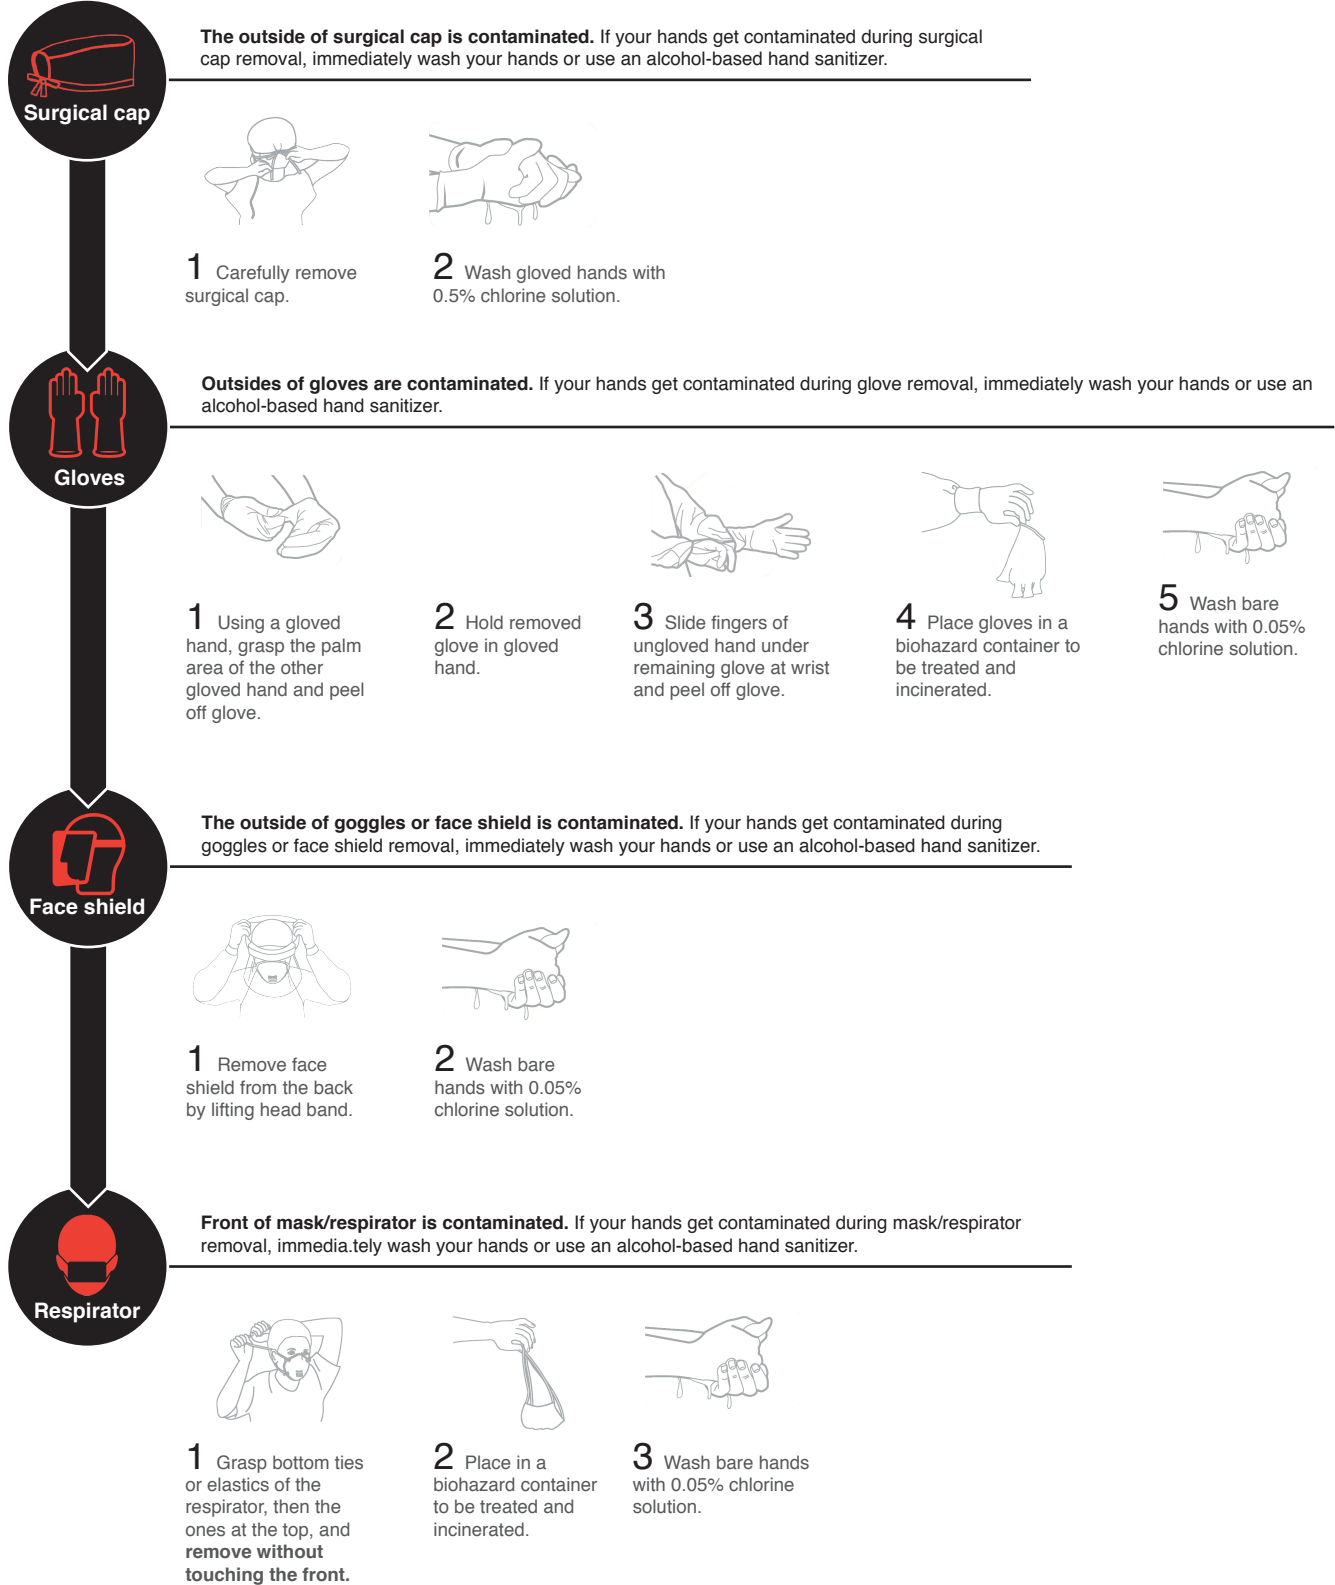 The outside of surgical cap is contaminated. If your hands get contaminated during surgical
cap removal, immediately wash your hands or use an alcohol-based hand sanitizer.
Surgical cap
1 Carefully remove
surgical cap.
2 Wash gloved hands with
0.5% chlorine solution.
Outsides of gloves are contaminated. If your hands get contaminated during glove removal, immediately wash your hands or use an
alcohol-based hand sanitizer.
Gloves
1 Using a gloved
hand, grasp the palm
area of the other
gloved hand and peel
off glove.
2 Hold removed
glove in gloved
hand.
3 Slide fingers of
ungloved hand under
remaining glove at wrist
and peel off glove.
4 Place gloves in a
biohazard container to
be treated and
incinerated.
5 Wash bare
hands with 0.05%
chlorine solution.
The outside of goggles or face shield is contaminated. If your hands get contaminated during
goggles or face shield removal, immediately wash your hands or use an alcohol-based hand sanitizer.
Face shield
1 Remove face
shield from the back
by lifting head band.
2 Wash bare
hands with 0.05%
chlorine solution.
Front of mask/respirator is contaminated. If your hands get contaminated during mask/respirator
removal, immedia.tely wash your hands or use an alcohol-based hand sanitizer.
Respirator
1 Grasp bottom ties
or elastics of the
respirator, then the
ones at the top, and
remove without
touching the front.
2 Place in a
biohazard container
to be treated and
incinerated.
3 Wash bare hands
with 0.05% chlorine
solution.